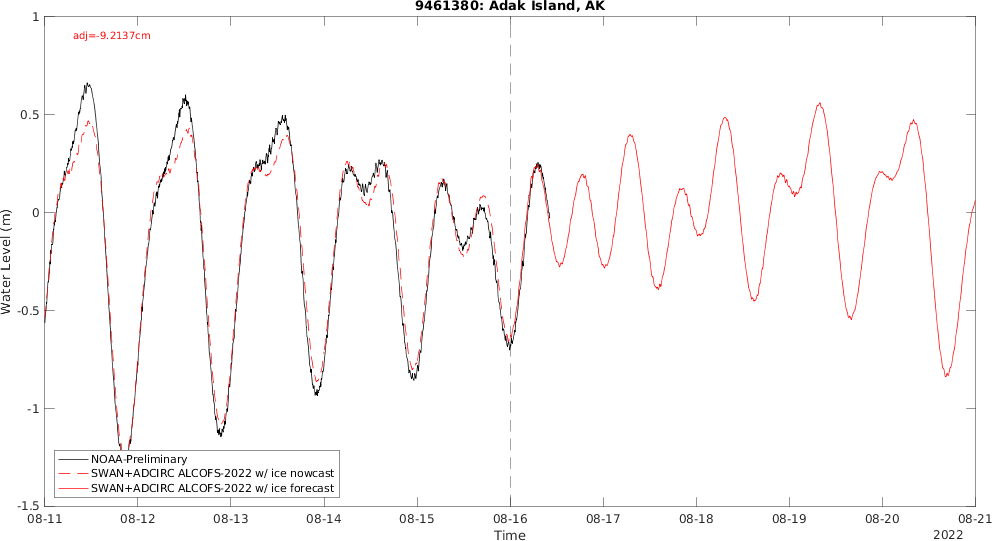 9461380: Adak Island, AK
adj=-9.2137cm
1
0.5
0
-0.5
-1
-1.5
Water Level (m)
NOAA-Preliminary
SWAN+ADCIRC ALCOFS-2022 w/ ice nowcast
SWAN+ADCIRC ALCOFS-2022 w/ ice forecast
08-11 08-12 08-13 08-14 08-15 08-16 08-17 08-18 08-19 08-20 08-21
Time
2022